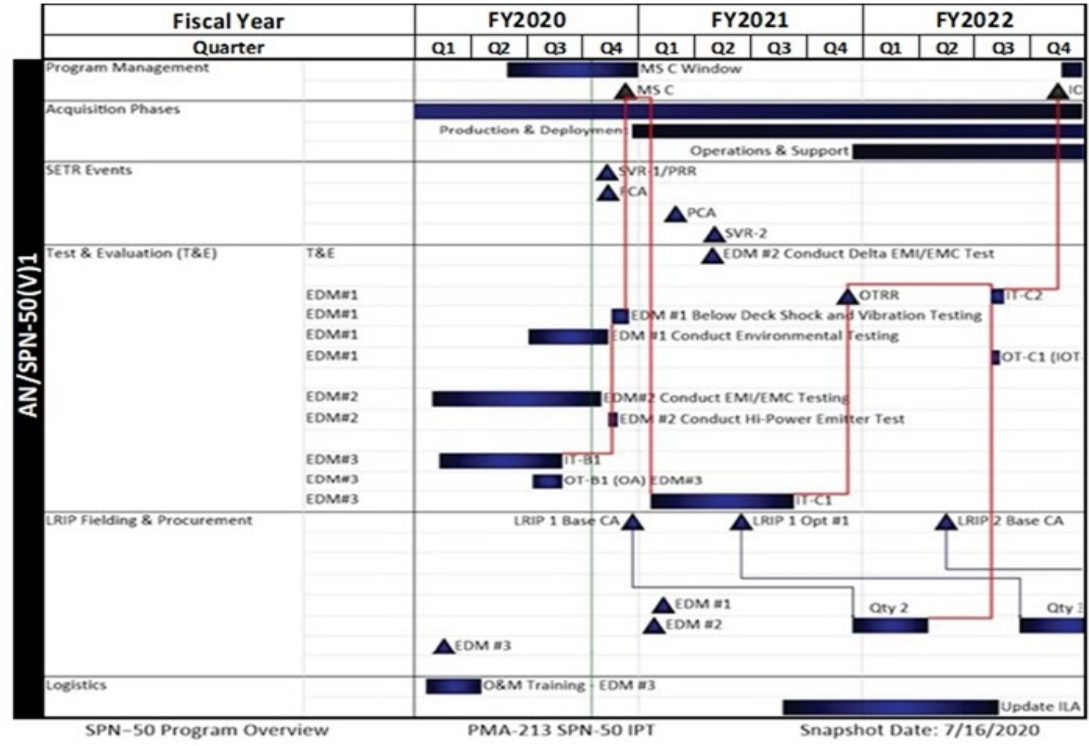 Fiscal Year FY2020 FY2021 FY2022
Quarter Q1 Q2 Q3 Q4 Q1 Q2 Q3 Q4 Q1 Q2 Q3 Q4
AN/SPN-50(V)1
Program Management MS C Window
MS C IO
Acquisition Phases
Production & Deployment
Operations & Support
SETR Events SVR-1/PRR
FCA
PCA
SVR-2
Test & Evaluation (T&E) T&E EDM #2 Conduct Delta EMI/EMC Test
EDM#1 OTRR IT-C2
EDM#1 EDM #1 Below Deck Shock and Vibration Testing
EDM#1 EDM #1 Conduct Environmental Testing
EDM#1 OT-C1 (IOT-
EDM#2 EDM#2 Conduct EMI/EMC Testing
EDM#2 EDM #2 Conduct Hi-Power Emitter Test
EDM#3 IT-B1
EDM#3 OT-B1 (OA) EDM#3
EDM#3 IT-C1
LRIP Fielding & Procurement LRIP 1 Base CA LRIP 1 Opt #1 LRIP 2 Base CA
EDM #1 Qty 2 Qty 3
EDM #2
EDM #3
Logistics O&M Training - EDM #3
Update ILA
SPN-50 Program Overview PMA-213 SPN-50 IPT Snapshot Date: 7/16/2020